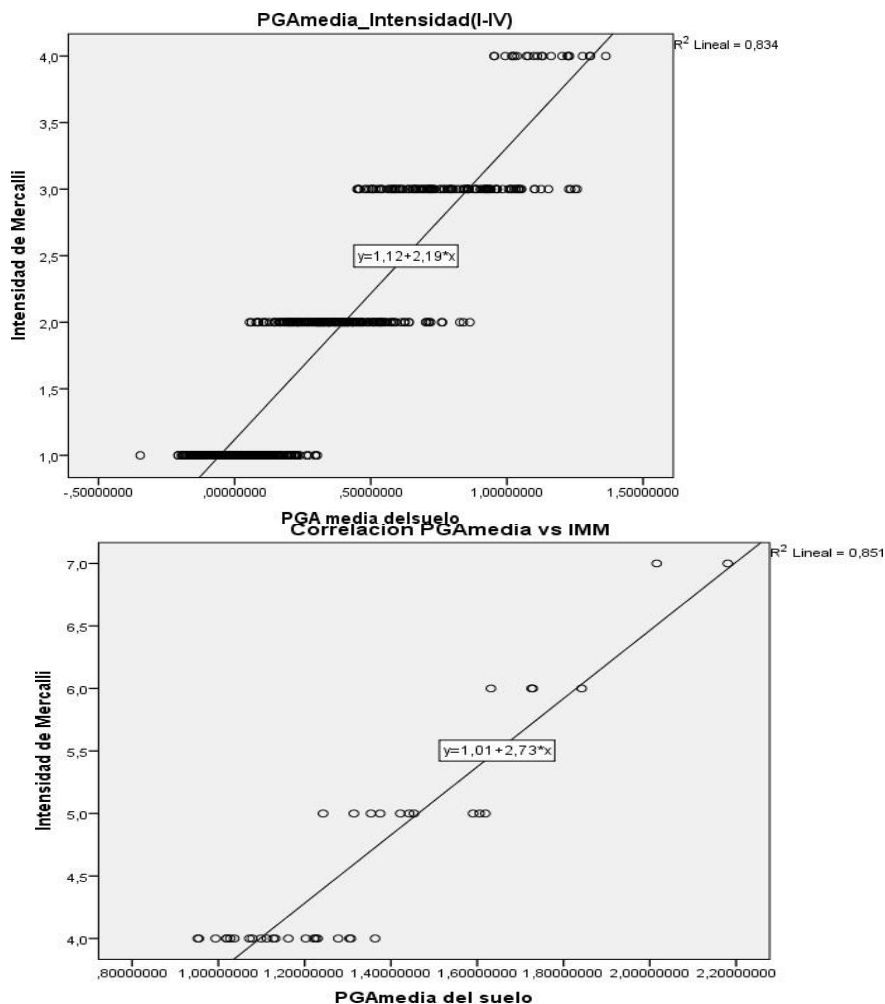 PGAmedia_Intensidad(I-IV)
R² Lineal = 0,834
4,0
3,5
3,0
2,5
2,0
1,5
1,0
Intensidad de Mercalli
y=1,12+2,19*x
-,50000000 ,00000000 ,50000000 1,00000000 1,50000000
PGA media delsuelo
Correlacion PGAmedia vs IMM
R² Lineal = 0,851
7,0
6,5
6,0
5,5
5,0
4,5
4,0
Intensidad de Mercalli
y=1,01+2,73*x
,80000000 1,00000000 1,20000000 1,40000000 1,60000000 1,80000000 2,00000000 2,20000000
PGAmedia del suelo